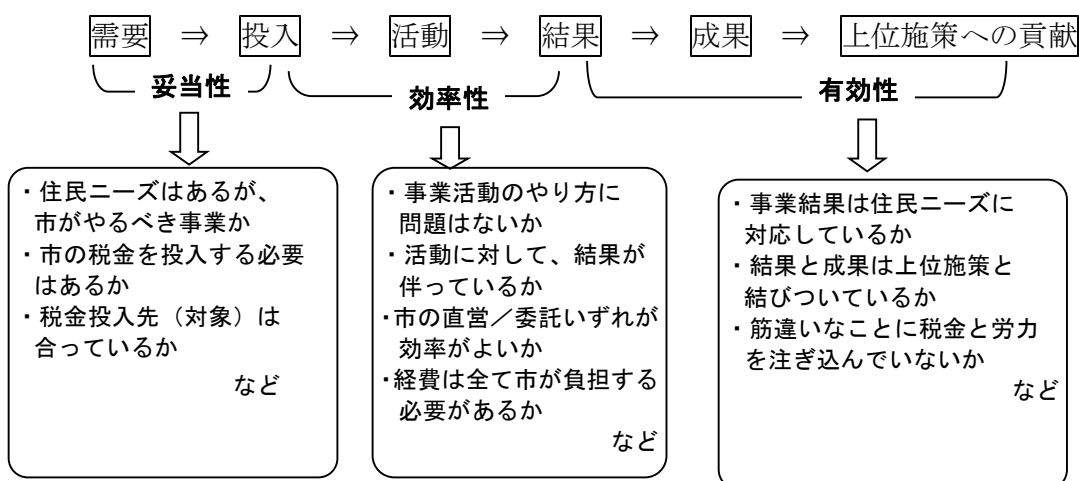 需要 ⇒ 投入 ⇒ 活動 ⇒ 結果 ⇒ 成果 ⇒ 上位施策への貢献
妥当性
効率性
有効性
・住民ニーズはあるが、
市がやるべき事業か
・市の税金を投入する必要
はあるか
・税金投入先（対象）は
合っているか
など
・事業活動のやり方に
問題はないか
・活動に対して、結果が
伴っているか
・市の直営／委託いずれが
効率がよいか
・経費は全て市が負担する
必要があるか
など
・事業結果は住民ニーズに
対応しているか
・結果と成果は上位施策と
結びついているか
・筋違いなことに税金と労力
を注ぎ込んでいないか
など